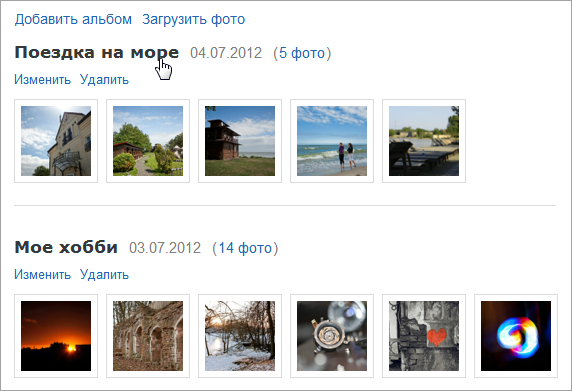 Добавить альбом Загрузить фото
Поездка на море 04.07.2012 (5 фото)
Изменить Удалить
Мое хобби 03.07.2012 (14 фото)
Изменить Удалить